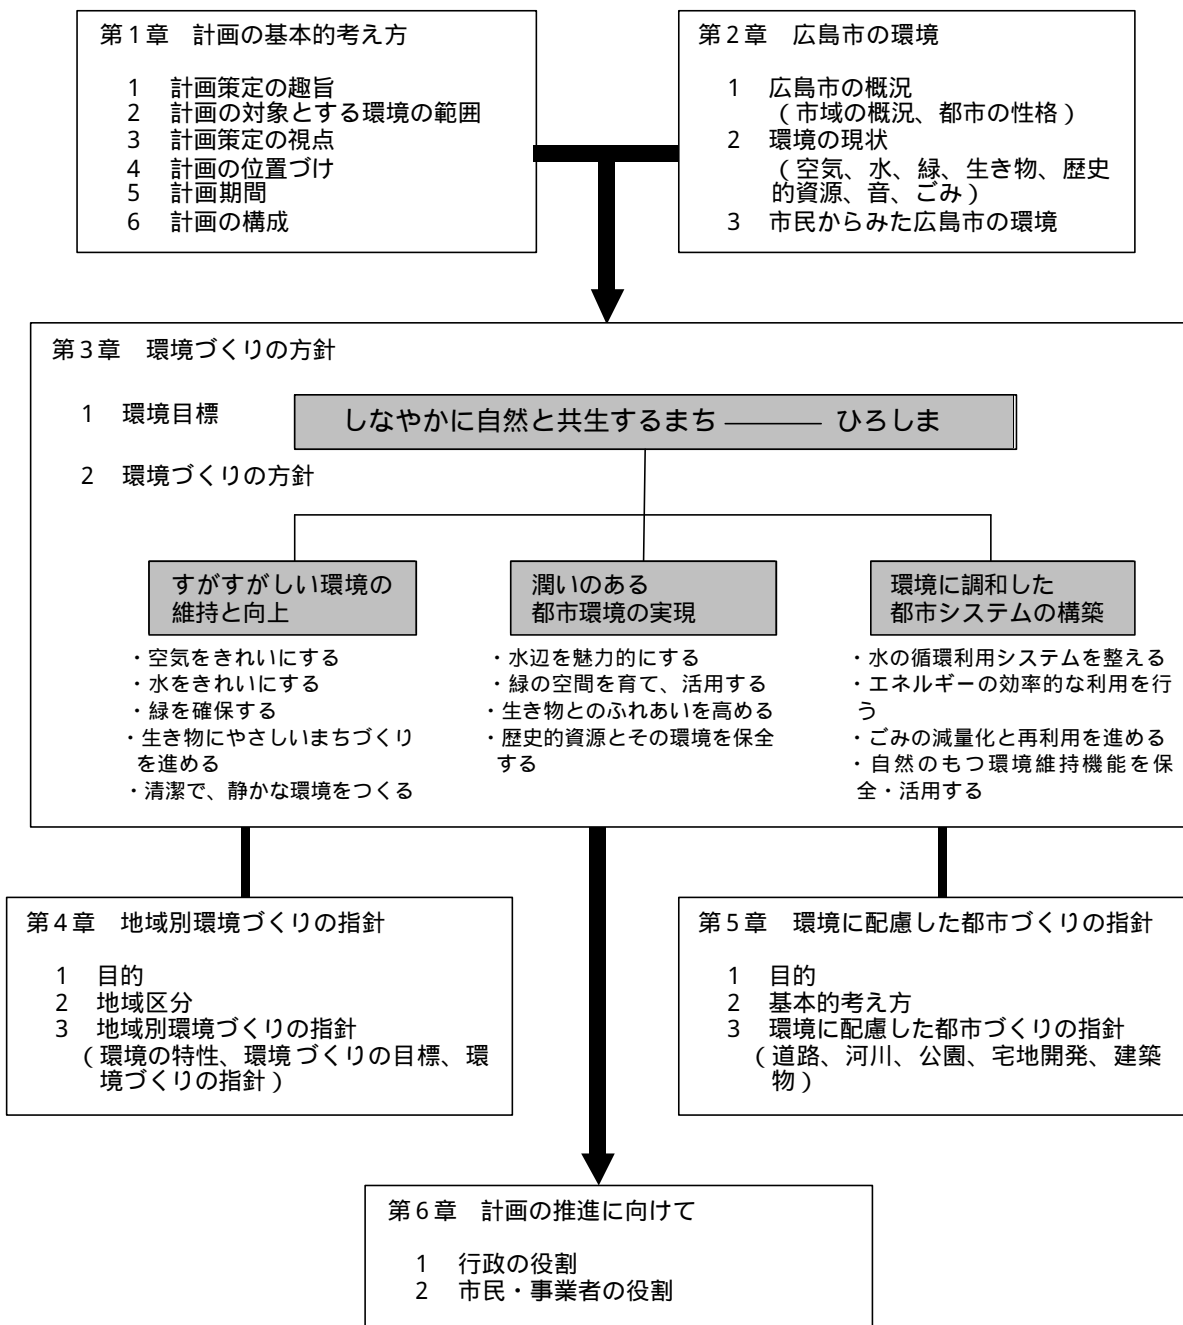 第1章　計画の基本的考え方
1　計画策定の趣旨
2　計画の対象とする環境の範囲
3　計画策定の視点
4　計画の位置づけ
5　計画期間
6　計画の構成
第2章　広島市の環境
1　広島市の概況
（市域の概況、都市の性格）
2　環境の現状
（空気、水、緑、生き物、歴史
的資源、音、ごみ）
3　市民からみた広島市の環境
第3章　環境づくりの方針
1　環境目標
しなやかに自然と共生するまち ――― ひろしま
2　環境づくりの方針
すがすがしい環境の
維持と向上
・空気をきれいにする
・水をきれいにする
・緑を確保する
・生き物にやさしいまちづくり
を進める
・清潔で、静かな環境をつくる
潤いのある
都市環境の実現
・水辺を魅力的にする
・緑の空間を育て、活用する
・生き物とのふれあいを高める
・歴史的資源とその環境を保全
する
環境に調和した
都市システムの構築
・水の循環利用システムを整える
・エネルギーの効率的な利用を行
う
・ごみの減量化と再利用を進める
・自然のもつ環境維持機能を保
全・活用する
第4章　地域別環境づくりの指針
1　目的
2　地域区分
3　地域別環境づくりの指針
（環境の特性、環境づくりの目標、環
境づくりの指針）
第5章　環境に配慮した都市づくりの指針
1　目的
2　基本的考え方
3　環境に配慮した都市づくりの指針
（道路、河川、公園、宅地開発、建築
物）
第6章　計画の推進に向けて
1　行政の役割
2　市民・事業者の役割